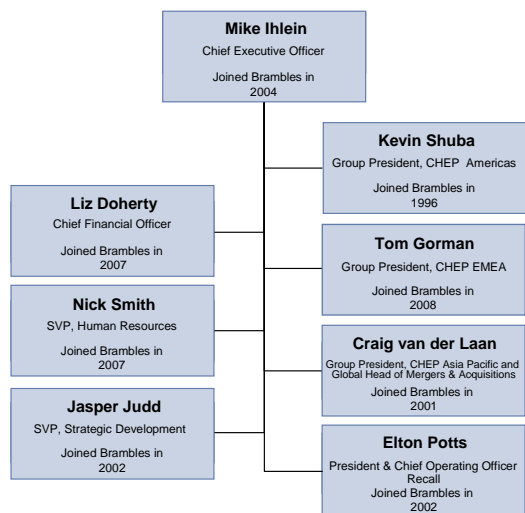 Mike Ihlein
Chief Executive Officer
Joined Brambles in
2004
Kevin Shuba
Group President, CHEP Americas
Joined Brambles in
1996
Liz Doherty
Chief Financial Officer
Joined Brambles in
2007
Tom Gorman
Group President, CHEP EMEA
Joined Brambles in
2008
Nick Smith
SVP, Human Resources
Joined Brambles in
2007
Craig van der Laan
Group President, CHEP Asia Pacific and
Global Head of Mergers & Acquisitions
Joined Brambles in
2001
Jasper Judd
SVP, Strategic Development
Joined Brambles in
2002
Elton Potts
President & Chief Operating Officer
Recall
Joined Brambles in
2002